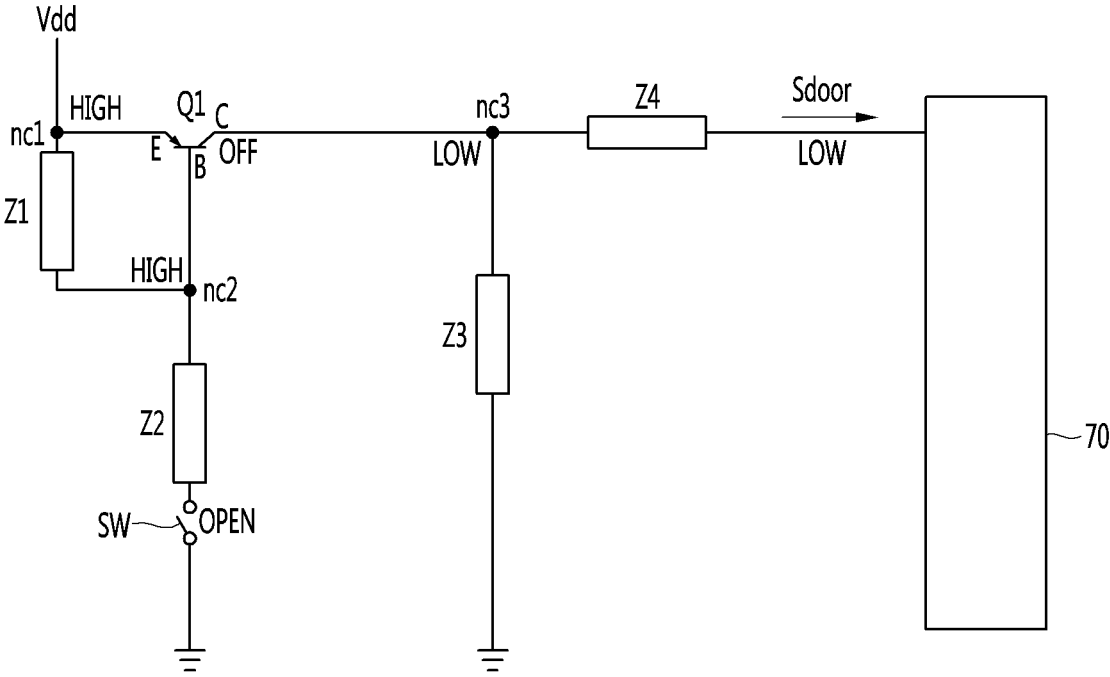 Vdd
HIGH
Q1
C
nc3
Z4
Sdoor
nc1
E
B
OFF
LOW
LOW
Z1
HIGH
nc2
Z3
Z2
70
SW
OPEN